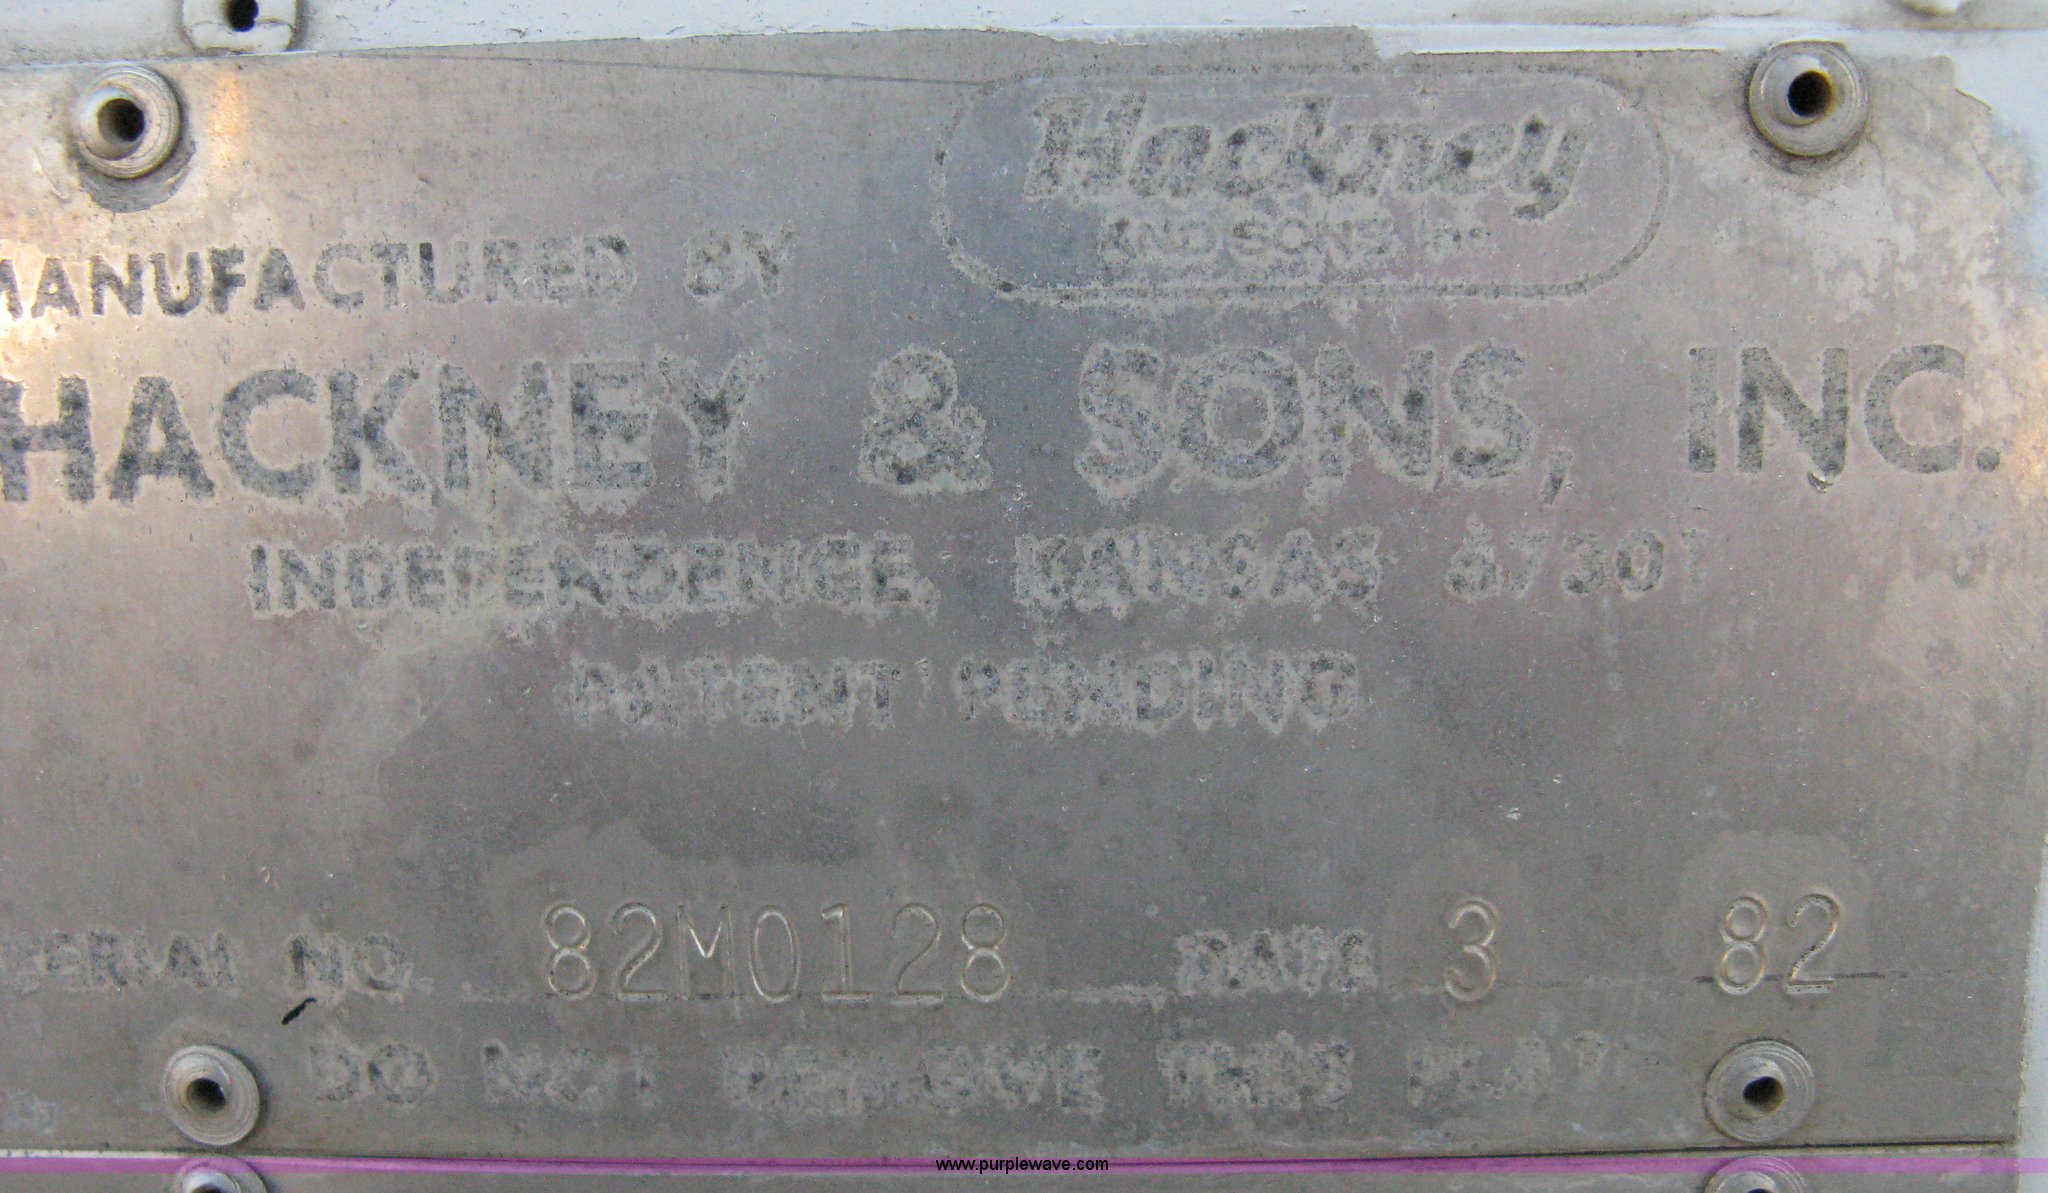 Hackney
AND SONS, Inc.
MANUFACTURED BY
HACKNEY & SONS, INC.
INDEPENDENCE, KANSAS 67301
PATENT PENDING
SERIAL NO. 82M0128 DATE 3 82
DO NOT REMOVE THIS PLATE
www.purplewave.com